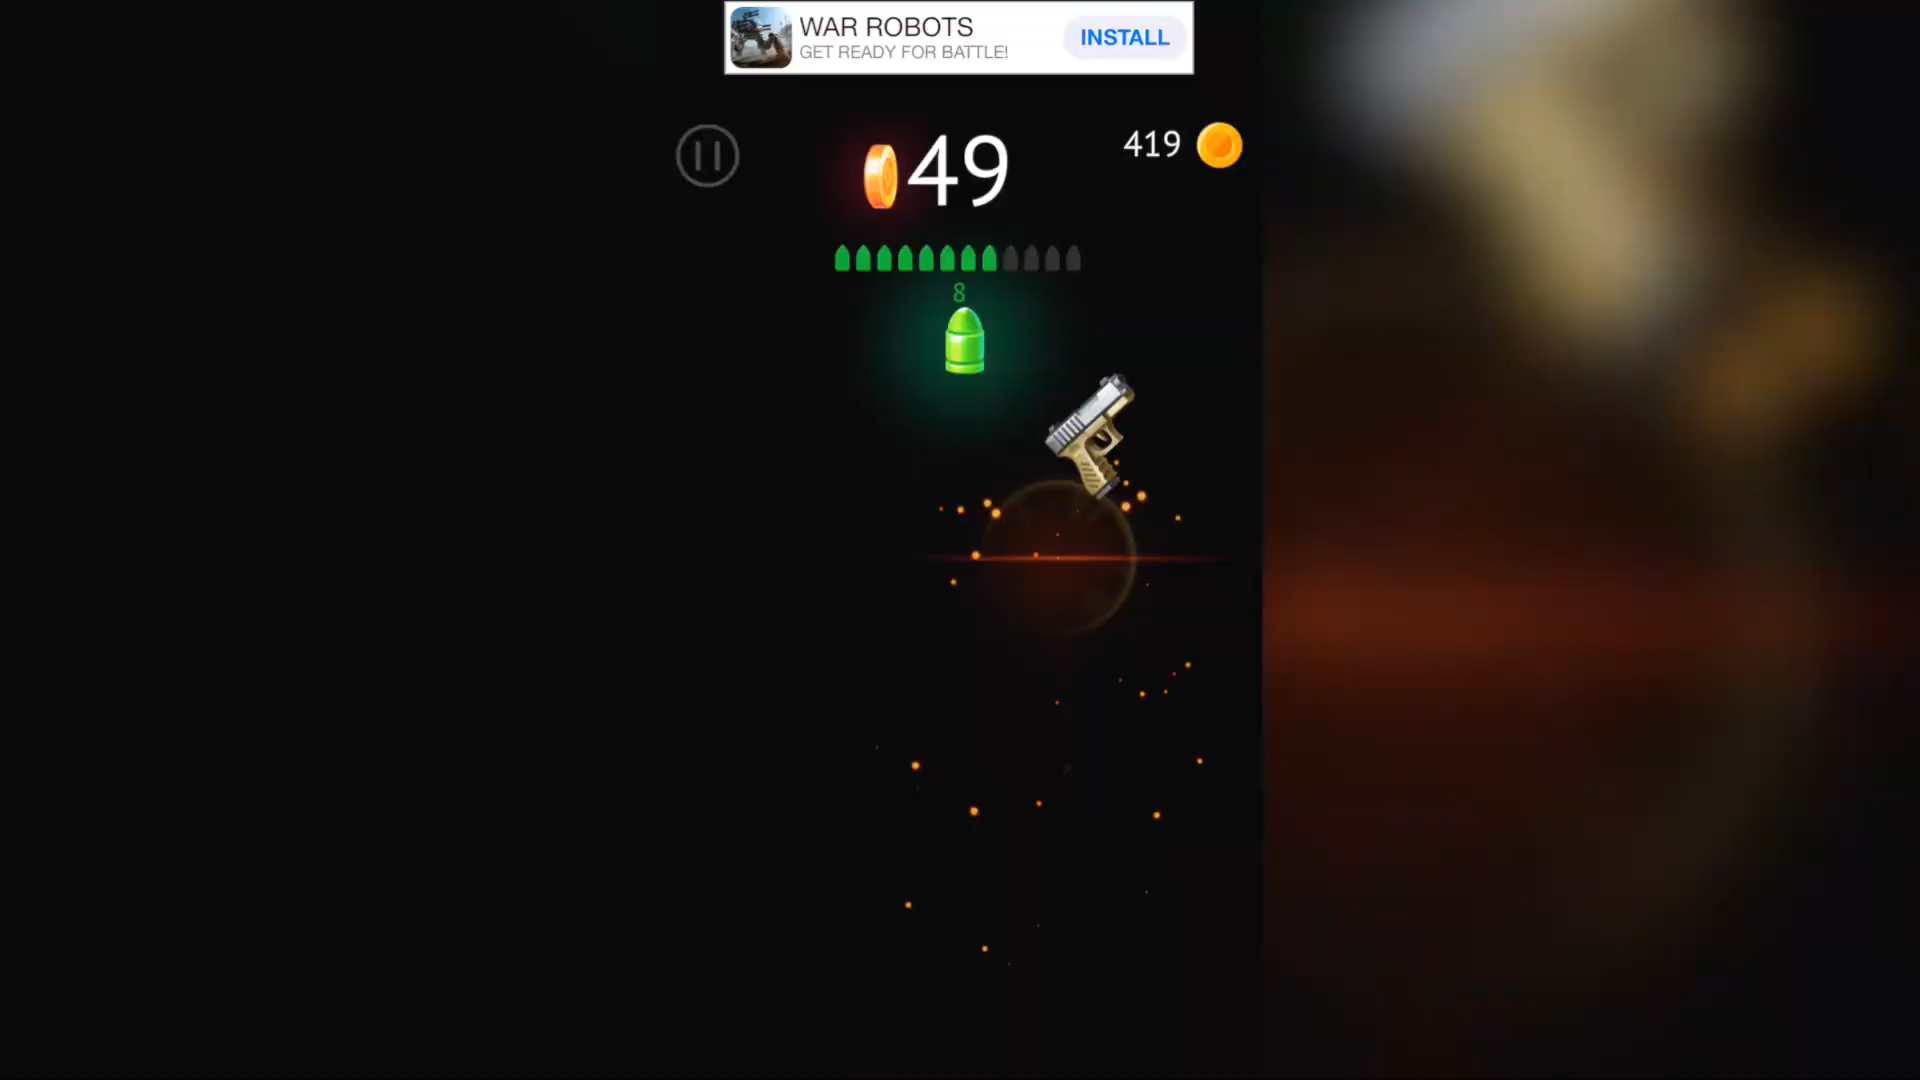 WAR ROBOTS
GET READY FOR BATTLE!
INSTALL
49
419
8